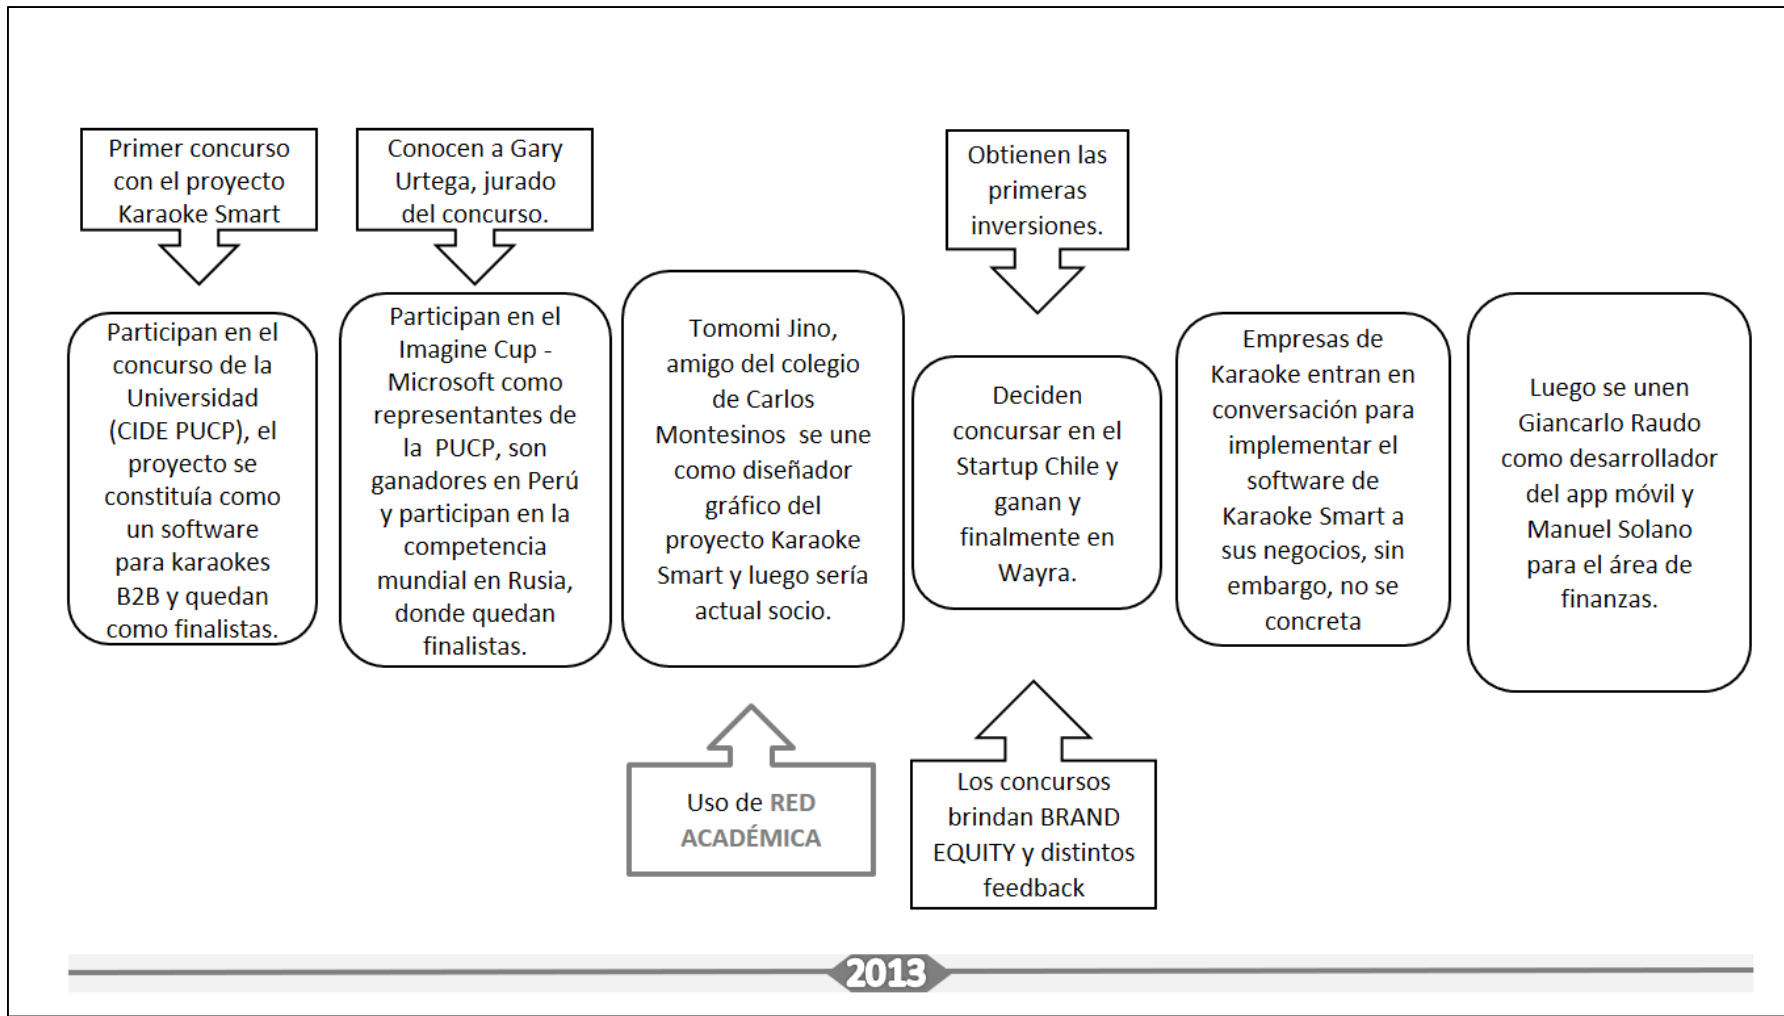 Primer concurso
con el proyecto
Karaoke Smart
Conocen a Gary
Urtega, jurado
del concurso.
Obtienen las
primeras
inversiones.
Participan en el
concurso de la
Universidad
(CIDE PUCP), el
proyecto se
constituía como
un software
para karaokes
B2B y quedan
como finalistas.
Participan en el
Imagine Cup -
Microsoft como
representantes de
la PUCP, son
ganadores en Perú
y participan en la
competencia
mundial en Rusia,
donde quedan
finalistas.
Tomomi Jino,
amigo del colegio
de Carlos
Montesinos se une
como diseñador
gráfico del
proyecto Karaoke
Smart y luego sería
actual socio.
Deciden
concursar en el
Startup Chile y
ganan y
finalmente en
Wayra.
Empresas de
Karaoke entran en
conversación para
implementar el
software de
Karaoke Smart a
sus negocios, sin
embargo, no se
concreta
Luego se unen
Giancarlo Raudo
como desarrollador
del app móvil y
Manuel Solano
para el área de
finanzas.
Uso de RED
ACADÉMICA
Los concursos
brindan BRAND
EQUITY y distintos
feedback
2013